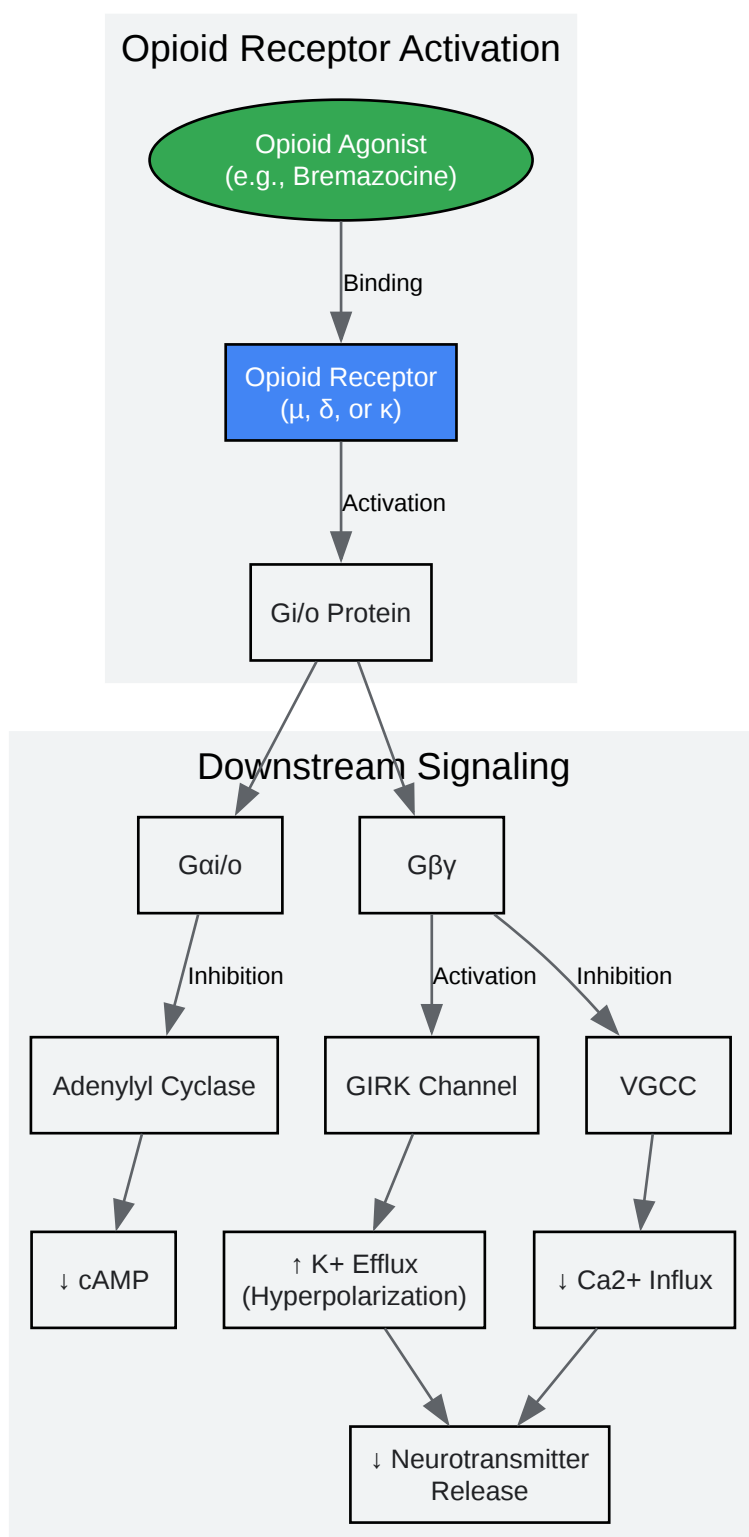 Opioid Receptor Activation
Opioid Agonist
(e.g., Bremazocine)
Binding
Opioid Receptor
(μ, δ, or κ)
Activation
Gi/o Protein
Downstream Signaling
Gαi/o
Gβγ
Inhibition
Activation
Inhibition
Adenylyl Cyclase
GIRK Channel
VGCC
↓ cAMP
↑ K+ Efflux
(Hyperpolarization)
↓ Ca2+ Influx
↓ Neurotransmitter
Release